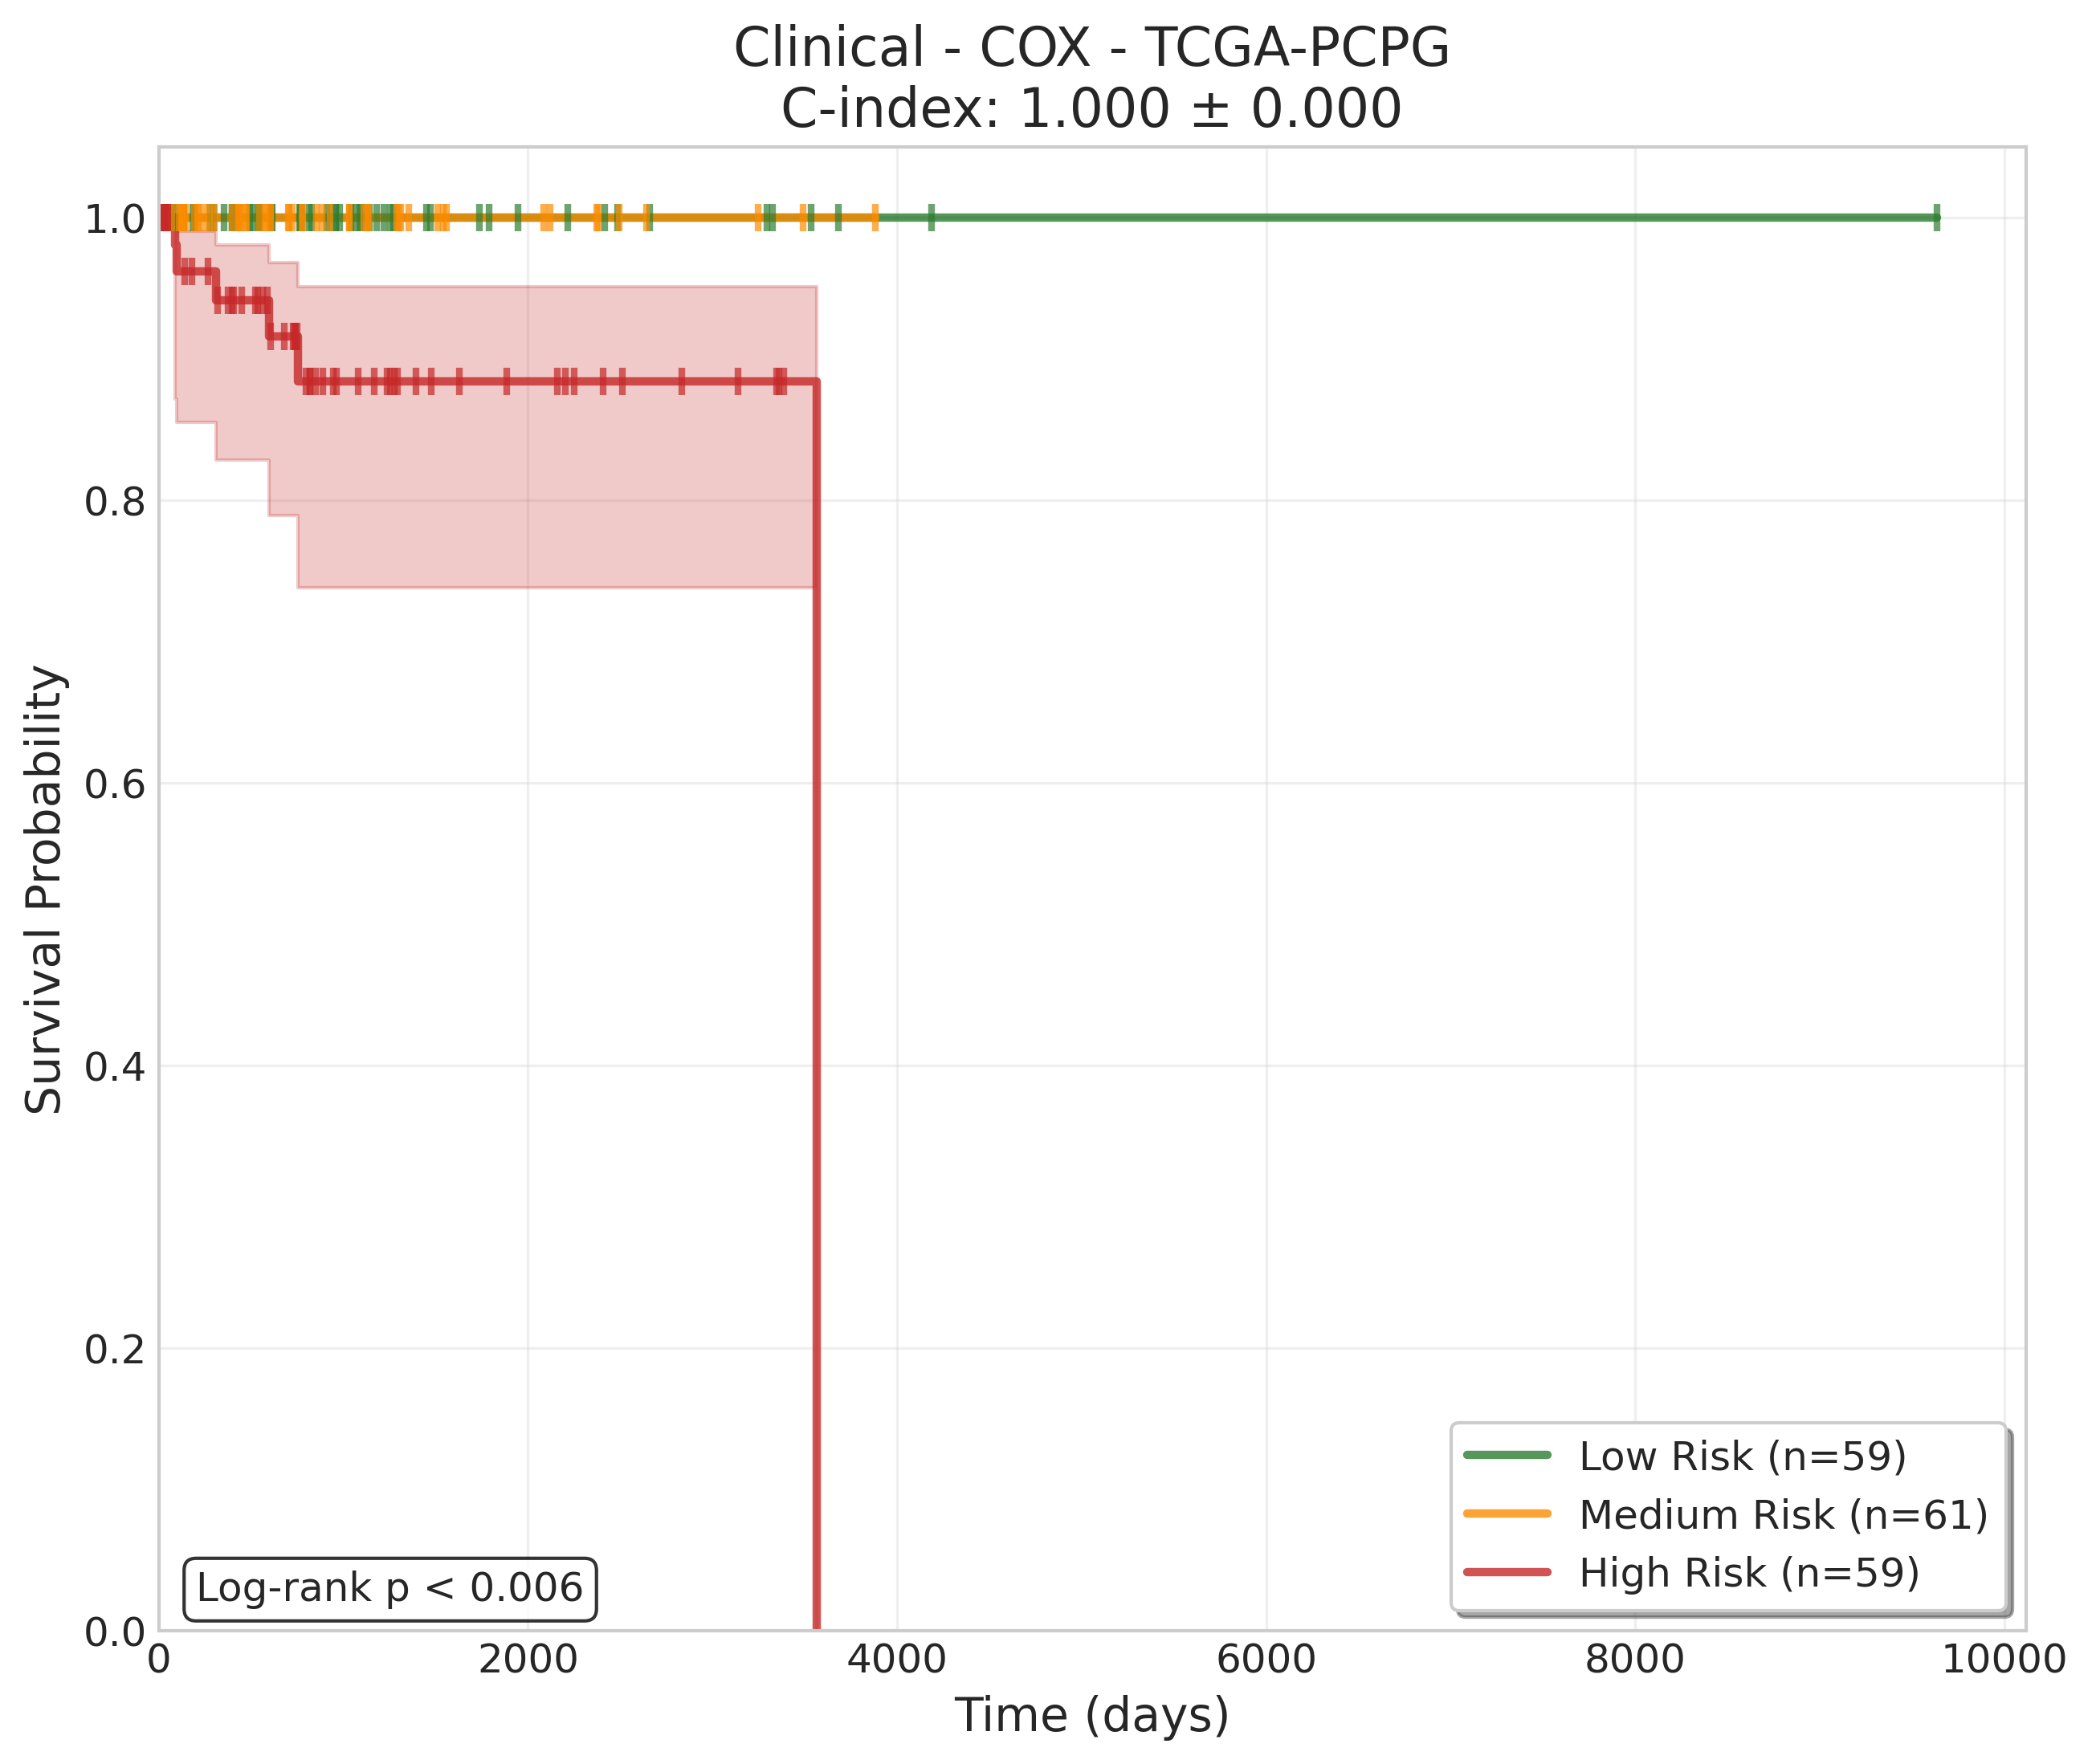 Clinical - COX - TCGA-PCPG
C-index: 1.000 ± 0.000
Survival Probability
1.0
0.8
0.6
0.4
0.2
0.0
Log-rank p < 0.006
Low Risk (n=59)
Medium Risk (n=61)
High Risk (n=59)
0 2000 4000 6000 8000 10000
Time (days)